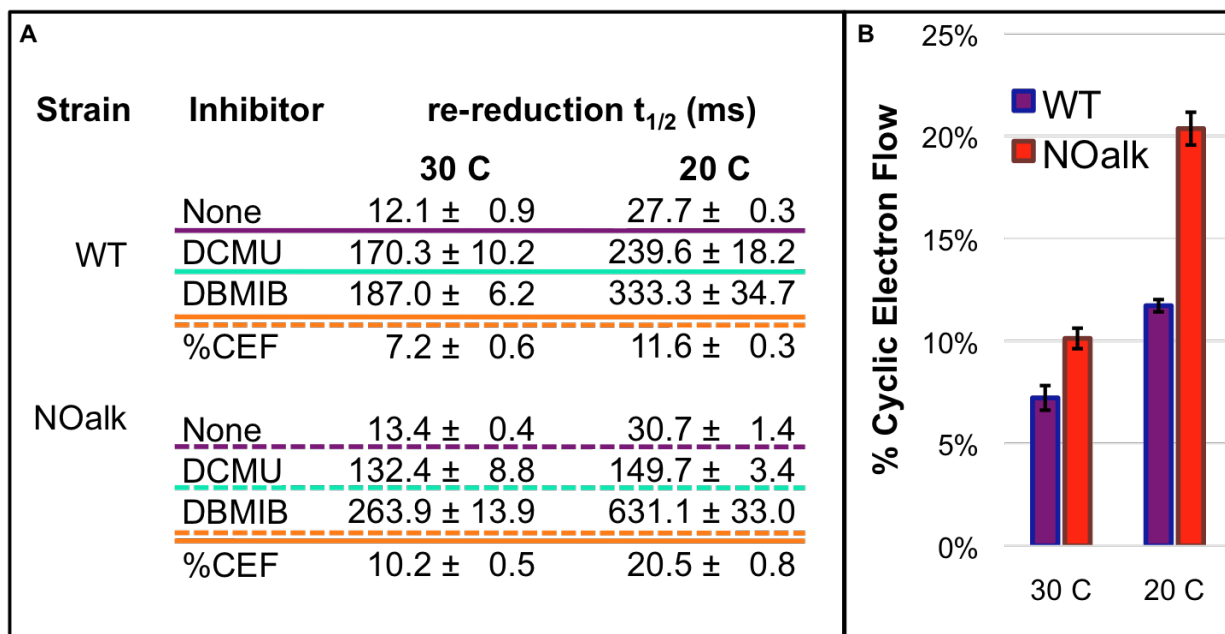 A
Strain Inhibitor re-reduction t1/2 (ms)
30 C 20 C
None 12.1 ± 0.9 27.7 ± 0.3
WT DCMU 170.3 ± 10.2 239.6 ± 18.2
DBMIB 187.0 ± 6.2 333.3 ± 34.7
%CEF 7.2 ± 0.6 11.6 ± 0.3
NOalk
None 13.4 ± 0.4 30.7 ± 1.4
DCMU 132.4 ± 8.8 149.7 ± 3.4
DBMIB 263.9 ± 13.9 631.1 ± 33.0
%CEF 10.2 ± 0.5 20.5 ± 0.8
B
% Cyclic Electron Flow
25%
20%
15%
10%
5%
0%
WT
NOalk
30 C 20 C